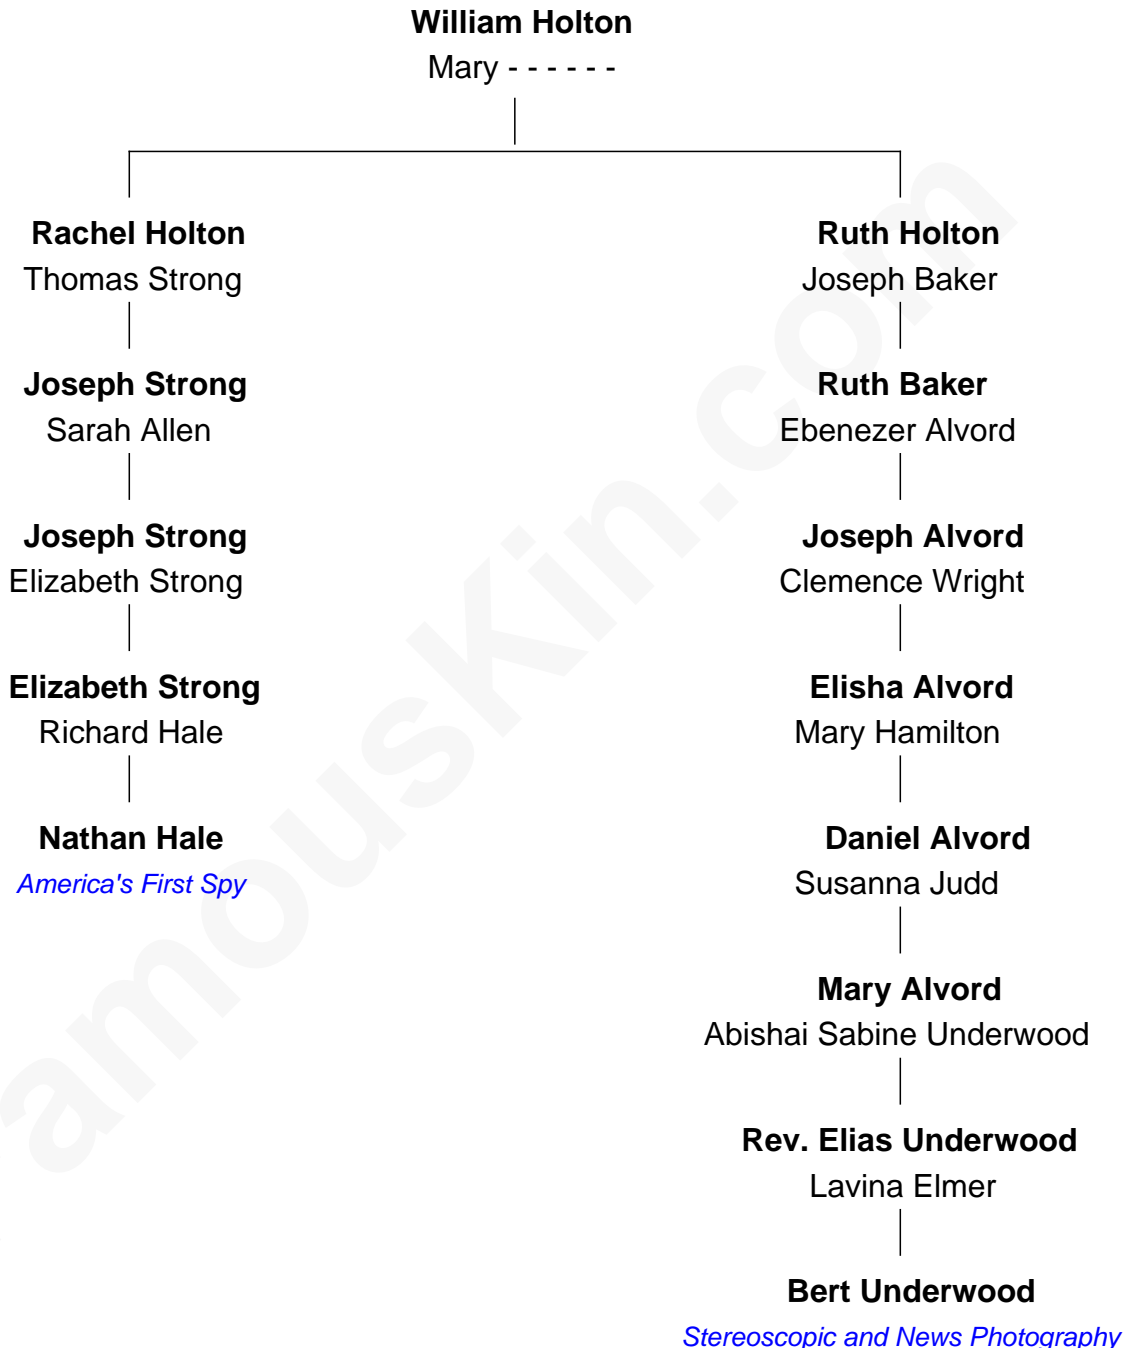 William Holton
Mary - - - - - -
Rachel Holton
Thomas Strong
Ruth Holton
Joseph Baker
Joseph Strong
Sarah Allen
Ruth Baker
Ebenezer Alvord
Joseph Strong
Elizabeth Strong
Joseph Alvord
Clemence Wright
Elizabeth Strong
Richard Hale
Elisha Alvord
Mary Hamilton
Nathan Hale
America's First Spy
Daniel Alvord
Susanna Judd
Mary Alvord
Abishai Sabine Underwood
Rev. Elias Underwood
Lavina Elmer
Bert Underwood
Stereoscopic and News Photography
amousKin.com